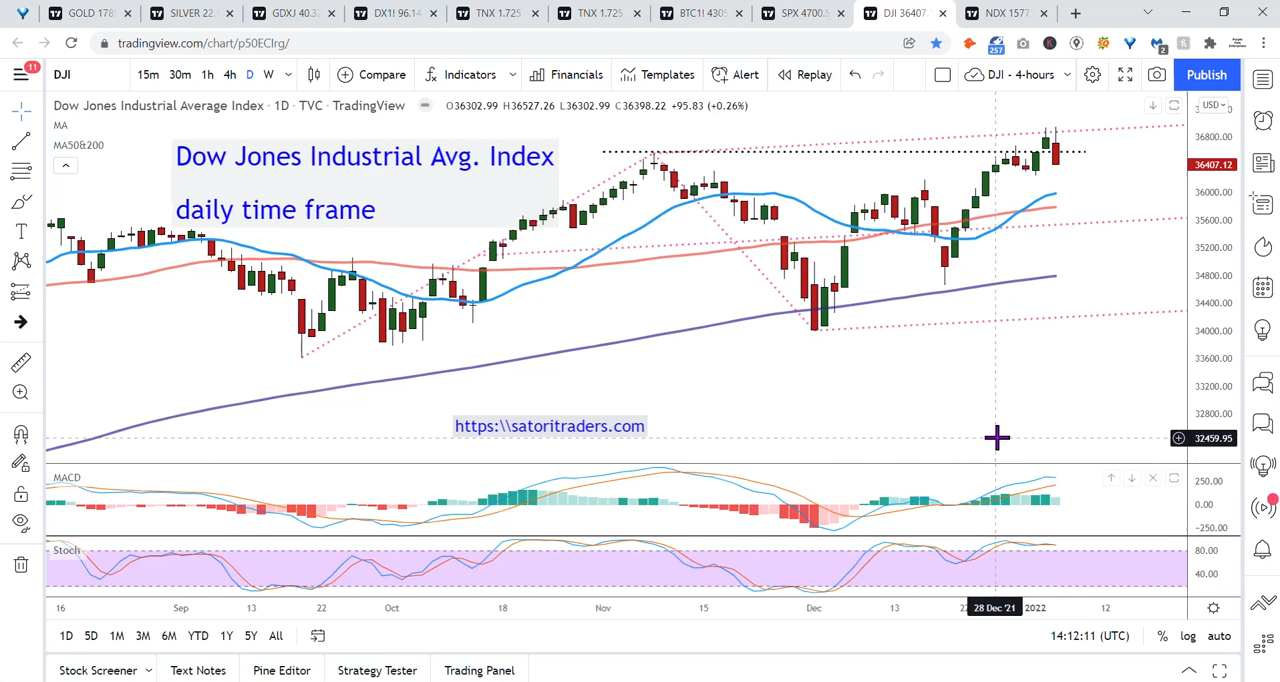 GOLD 178
SILVER 22.
GDXJ 40.3
DX1! 96.14
TNX 1.725
TNX 1.725
BTC1! 4305
SPX 4700.5
DJI 36407.
NDX 1577
tradingview.com/chart/p50EClrg/
257
2
11
DJI
15m 30m 1h 4h D W
Compare
Indicators
Financials
Templates
Alert
Replay
DJI - 4-hours
Publish
Dow Jones Industrial Average Index · 1D · TVC · TradingView
O36302.99 H36527.26 L36302.99 C36398.22 +95.83 (+0.26%)
USD
MA
MA50&200
Dow Jones Industrial Avg. Index
daily time frame
https:\\satoritraders.com
36800.00
36407.12
36000.00
35600.00
35200.00
34800.00
34400.00
34000.00
33600.00
33200.00
32800.00
32459.95
MACD
250.00
0.00
-250.00
Stoch
80.00
40.00
16 Sep 13 22 Oct 18 Nov 15 Dec 13 28 Dec '21 2022 12
1D 5D 1M 3M 6M YTD 1Y 5Y All
14:12:11 (UTC)
% log auto
Stock Screener
Text Notes
Pine Editor
Strategy Tester
Trading Panel